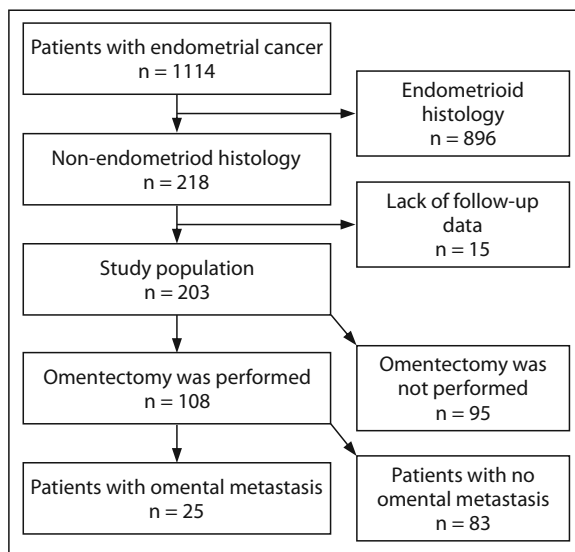 Patients with endometrial cancer
n = 1114
Endometrioid
histology
n = 896
Non-endometriod histology
n = 218
Lack of follow-up
data
n = 15
Study population
n = 203
Omentectomy was
not performed
n = 95
Omentectomy was performed
n = 108
Patients with no
omental metastasis
n = 83
Patients with omental metastasis
n = 25